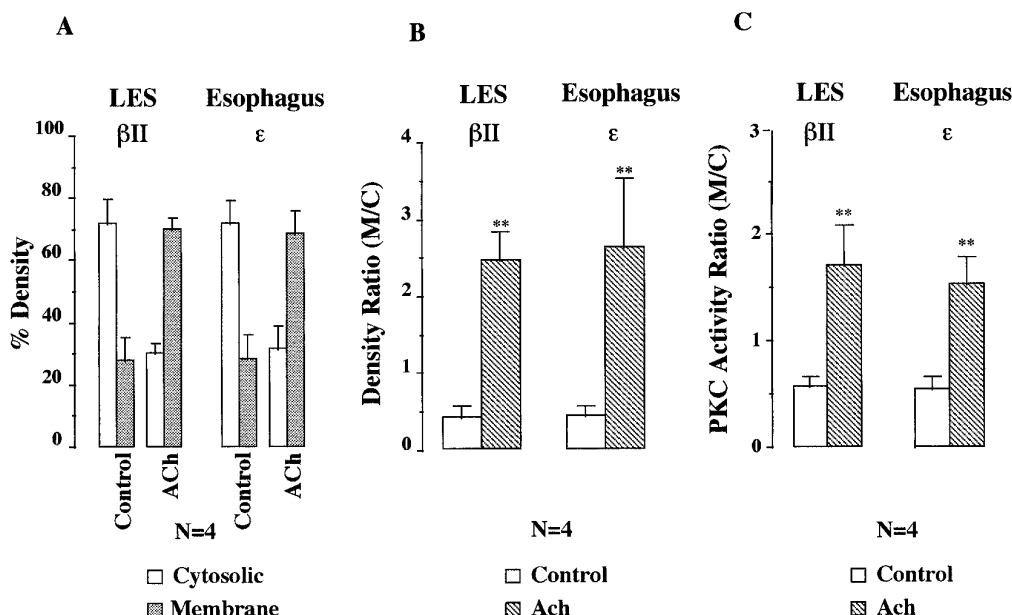 A
LES Esophagus
βII ε
100
80
60
40
20
0
% Density
Control ACh Control ACh
N=4
Cytosolic
Membrane
B
LES Esophagus
βII ε
4
3
2
1
0
Density Ratio (M/C)
** **
N=4
Control
Ach
C
LES Esophagus
βII ε
3
2
1
0
PKC Activity Ratio (M/C)
** **
N=4
Control
Ach